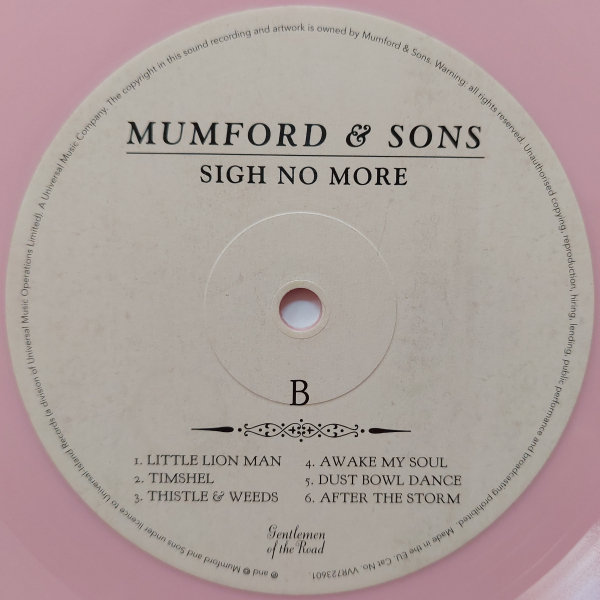 MUMFORD & SONS
SIGH NO MORE
B
1. LITTLE LION MAN
2. TIMSHEL
3. THISTLE & WEEDS
4. AWAKE MY SOUL
5. DUST BOWL DANCE
6. AFTER THE STORM
Gentlemen
of the Road
℗ and © Mumford and Sons under licence to Universal Island Records (a division of Universal Music Operations Limited). A Universal Music Company. The copyright in this sound recording and artwork is owned by Mumford & Sons. Warning: all rights reserved. Unauthorised copying, reproduction, hiring, lending, public performance and broadcasting prohibited. Made in the EU. Cat No. VVR723601.